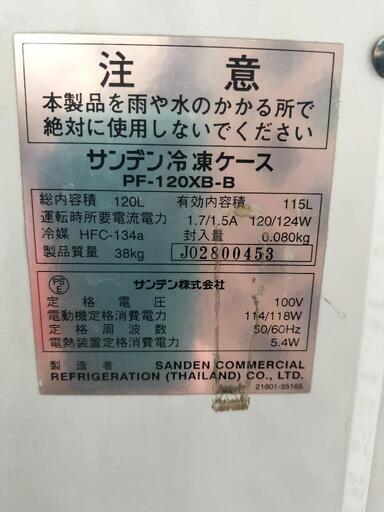 注 意
本製品を雨や水のかかる所で
絶対に使用しないでください
サンデン冷凍ケース
PF-120XB-B
総内容積 120L 有効内容積 115L
運転時所要電流電力 1.7/1.5A 120/124W
冷媒 HFC-134a 封入量 0.080kg
製品質量 38kg J02800453
PS E サンデン株式会社
定格電圧 100V
電動機定格消費電力 114/118W
定格周波数 50/60Hz
電熱装置定格消費電力 5.4W
製造者 SANDEN COMMERCIAL
REFRIGERATION (THAILAND) CO., LTD.
21601-55165